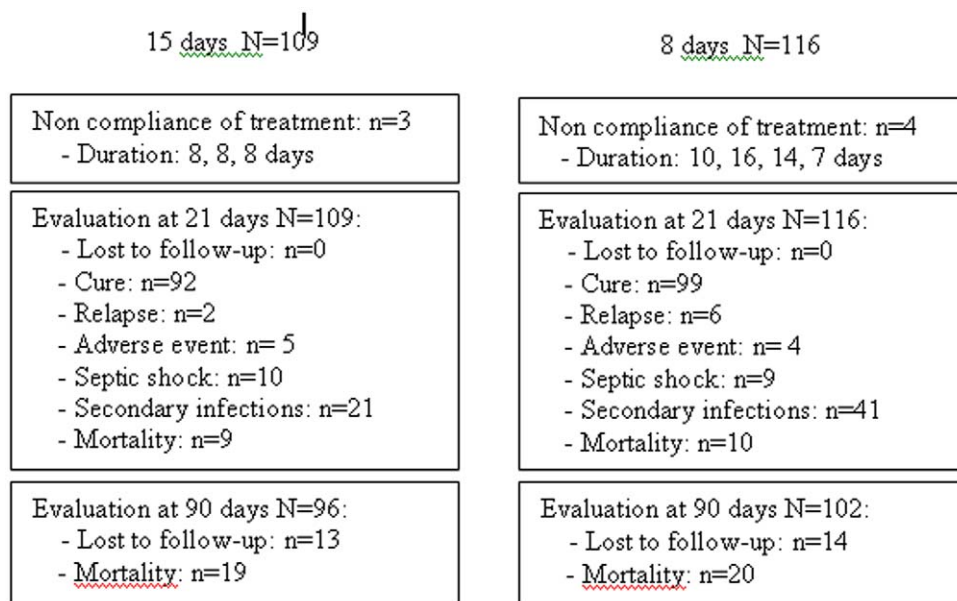 15 days N=109
Non compliance of treatment: n=3
- Duration: 8, 8, 8 days
Evaluation at 21 days N=109:
- Lost to follow-up: n=0
- Cure: n=92
- Relapse: n=2
- Adverse event: n= 5
- Septic shock: n=10
- Secondary infections: n=21
- Mortality: n=9
Evaluation at 90 days N=96:
- Lost to follow-up: n=13
- Mortality: n=19
8 days N=116
Non compliance of treatment: n=4
- Duration: 10, 16, 14, 7 days
Evaluation at 21 days N=116:
- Lost to follow-up: n=0
- Cure: n=99
- Relapse: n=6
- Adverse event: n= 4
- Septic shock: n=9
- Secondary infections: n=41
- Mortality: n=10
Evaluation at 90 days N=102:
- Lost to follow-up: n=14
- Mortality: n=20